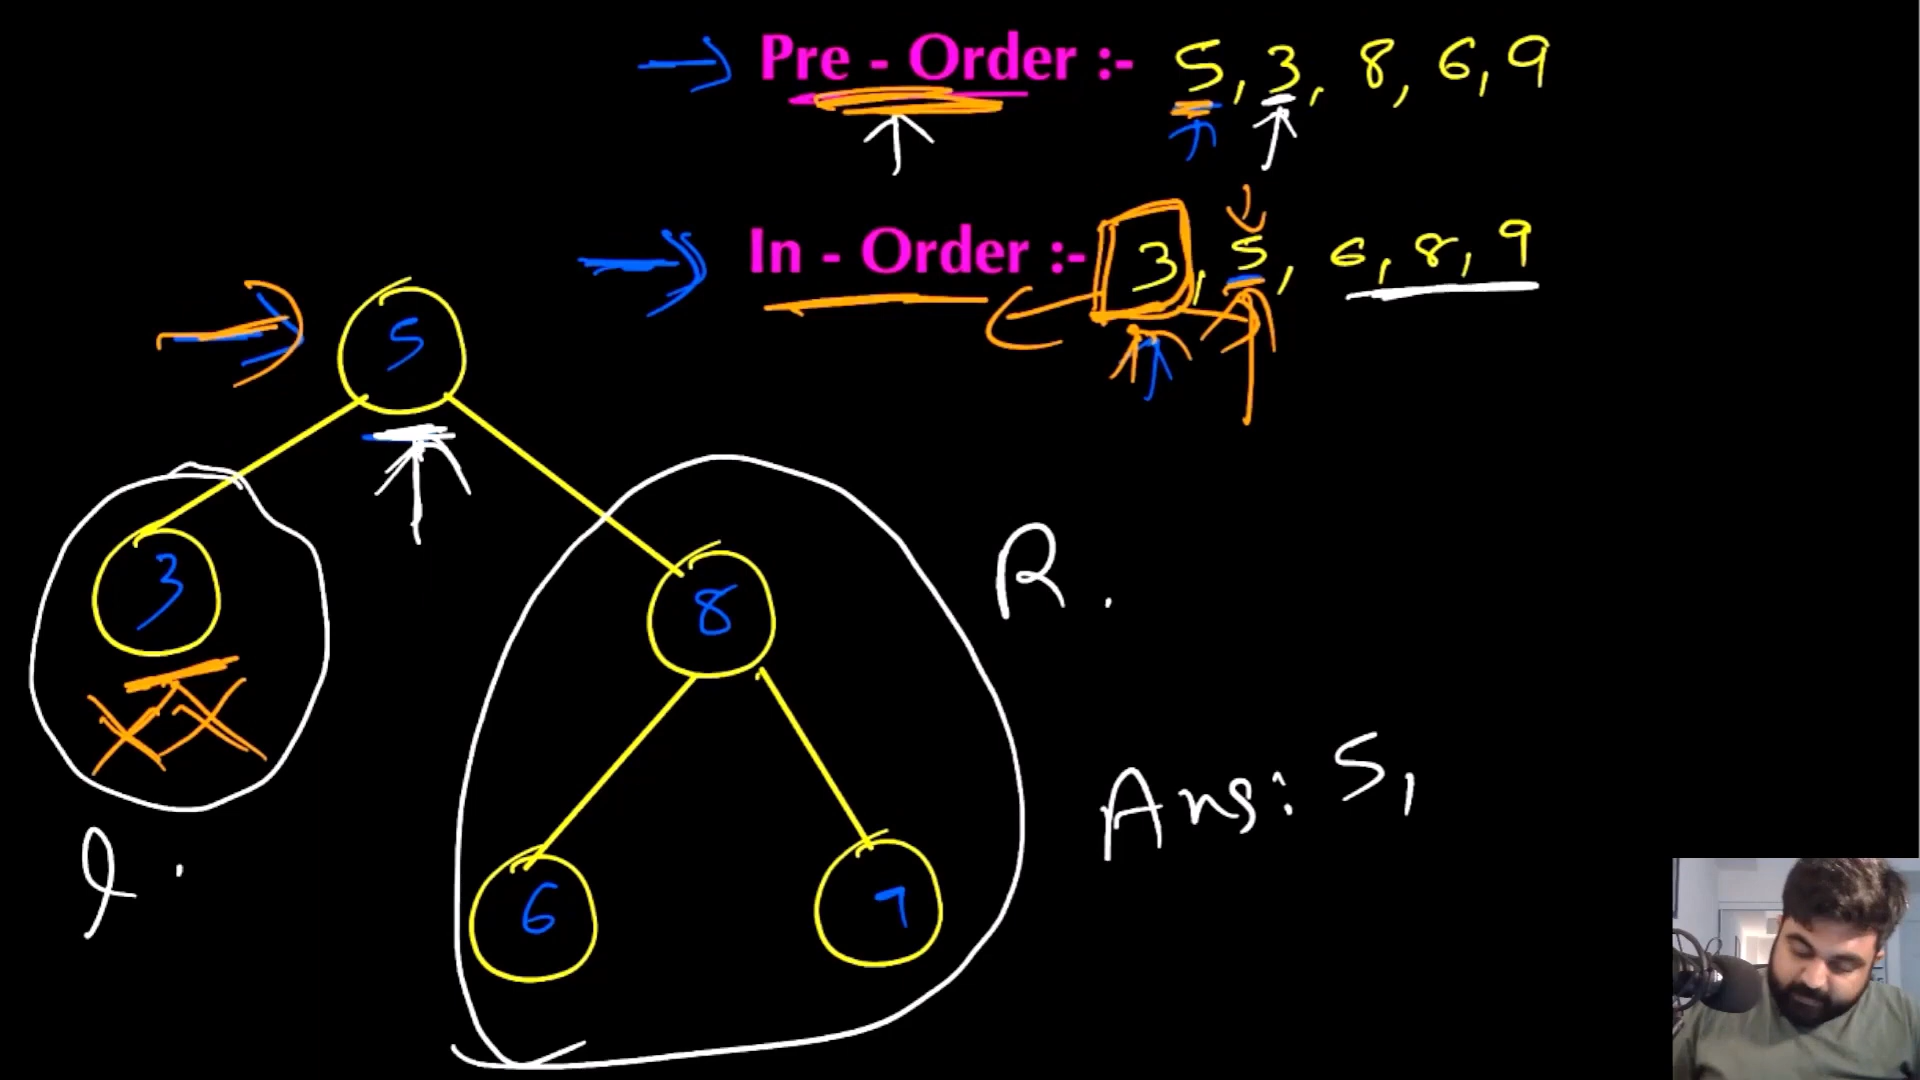 Pre - Order :- 5, 3, 8, 6, 9
In - Order :- 3, 5, 6, 8, 9
5
3
8
R.
6
9
Ans: 5,
l.